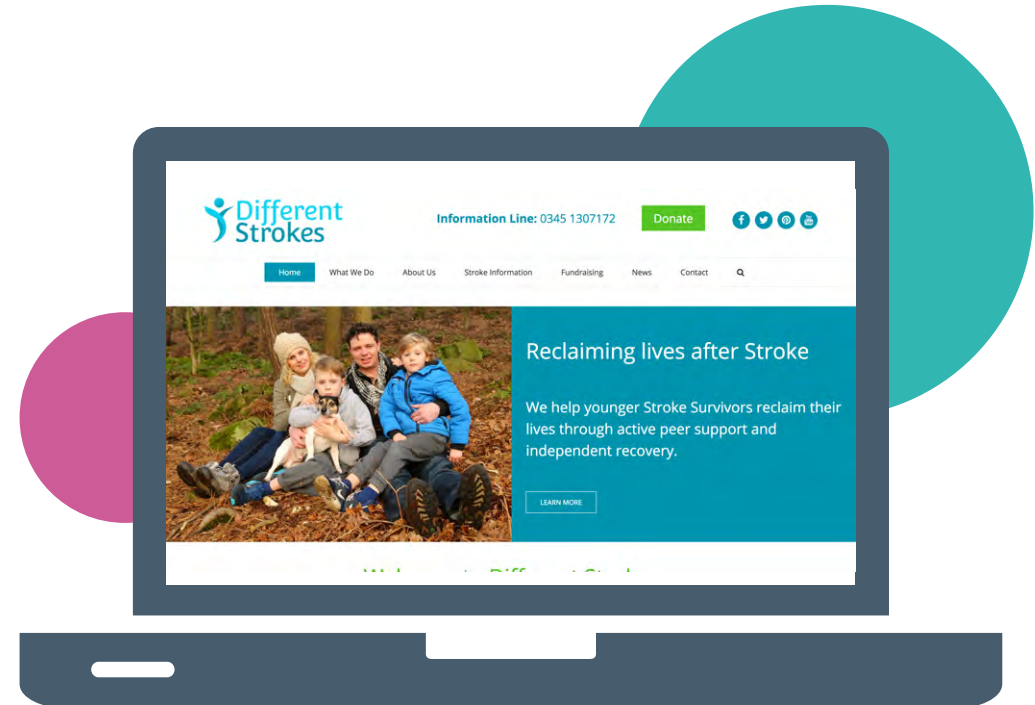 Different
Strokes
Information Line: 0345 1307172
Donate
Home What We Do About Us Stroke Information Fundraising News Contact
Reclaiming lives after Stroke
We help younger Stroke Survivors reclaim their
lives through active peer support and
independent recovery.
LEARN MORE